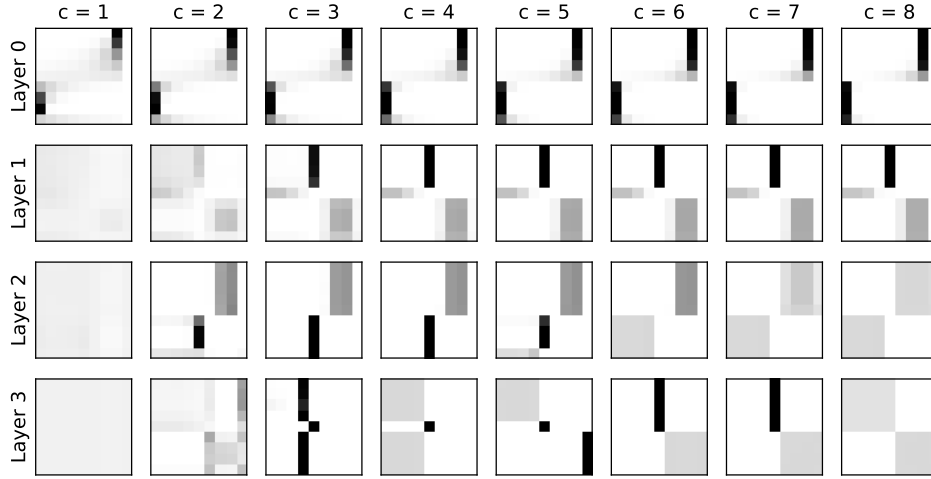 c = 1 c = 2 c = 3 c = 4 c = 5 c = 6 c = 7 c = 8
Layer 0
Layer 1
Layer 2
Layer 3